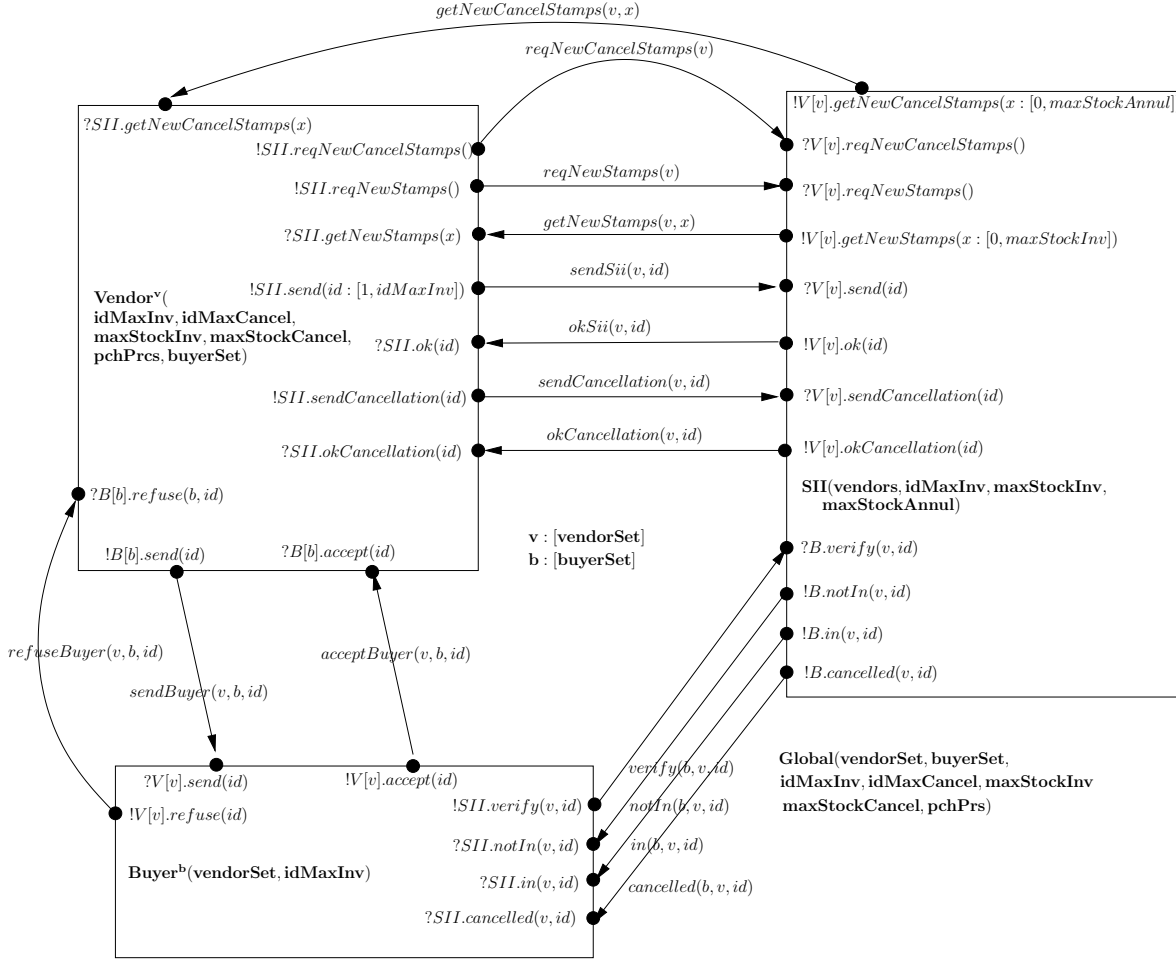 getNewCancelStamps(v, x)
reqNewCancelStamps(v)
?SII.getNewCancelStamps(x)
!SII.reqNewCancelStamps()
!SII.reqNewStamps()
?SII.getNewStamps(x)
!SII.send(id : [1, idMaxInv])
Vendor^v(
idMaxInv, idMaxCancel,
maxStockInv, maxStockCancel,
pchPrcs, buyerSet)
?SII.ok(id)
!SII.sendCancellation(id)
?SII.okCancellation(id)
?B[b].refuse(b, id)
!B[b].send(id)
?B[b].accept(id)
reqNewStamps(v)
getNewStamps(v, x)
sendSii(v, id)
okSii(v, id)
sendCancellation(v, id)
okCancellation(v, id)
!V[v].getNewCancelStamps(x : [0, maxStockAnnul]
?V[v].reqNewCancelStamps()
?V[v].reqNewStamps()
!V[v].getNewStamps(x : [0, maxStockInv])
?V[v].send(id)
!V[v].ok(id)
?V[v].sendCancellation(id)
!V[v].okCancellation(id)
SII(vendors, idMaxInv, maxStockInv,
maxStockAnnul)
?B.verify(v, id)
!B.notIn(v, id)
!B.in(v, id)
!B.cancelled(v, id)
v : [vendorSet]
b : [buyerSet]
refuseBuyer(v, b, id)
acceptBuyer(v, b, id)
sendBuyer(v, b, id)
?V[v].send(id)
!V[v].accept(id)
!V[v].refuse(id)
!SII.verify(v, id)
?SII.notIn(v, id)
?SII.in(v, id)
?SII.cancelled(v, id)
Buyer^b(vendorSet, idMaxInv)
verify(b, v, id)
notIn(b, v, id)
in(b, v, id)
cancelled(b, v, id)
Global(vendorSet, buyerSet,
idMaxInv, idMaxCancel, maxStockInv
maxStockCancel, pchPrs)